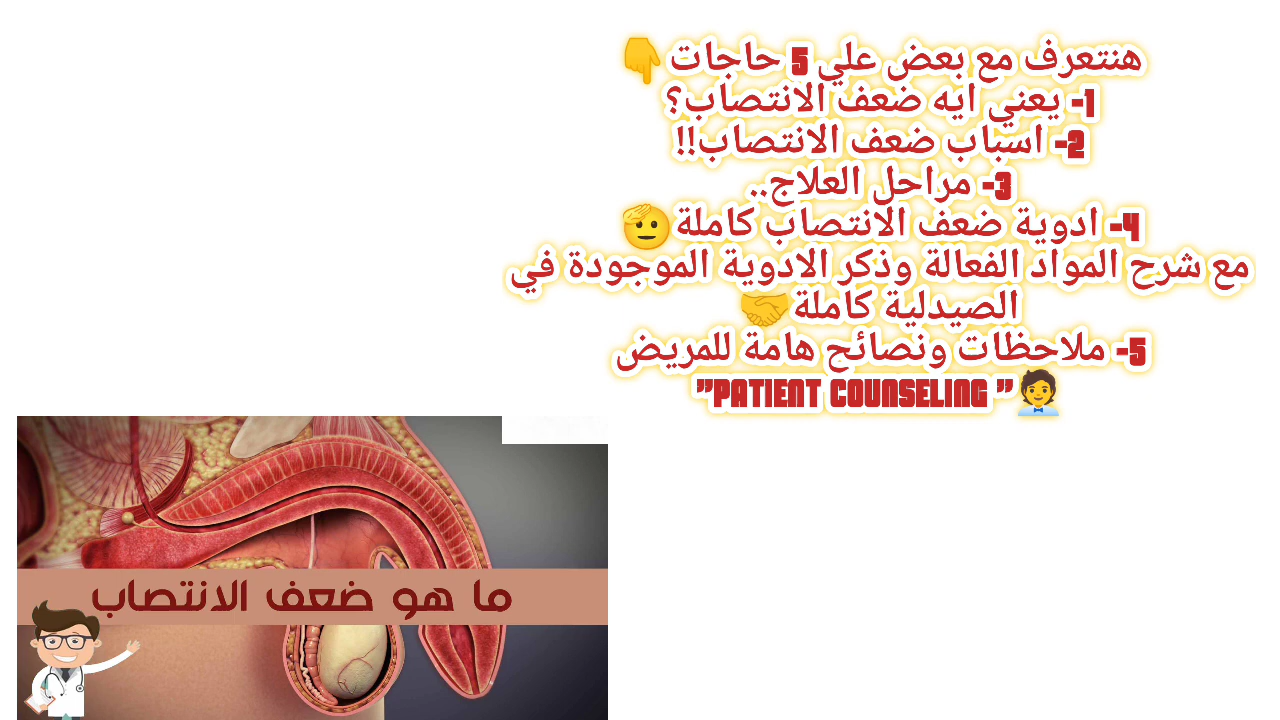 هنتعرف مع بعض علي 5 حاجات👇
1- يعني ايه ضعف الانتصاب؟
2- اسباب ضعف الانتصاب!!
3- مراحل العلاج..
4- ادوية ضعف الانتصاب كاملة🫡
مع شرح المواد الفعالة وذكر الادوية الموجودة في
الصيدلية كاملة🤝
5- ملاحظات ونصائح هامة للمريض
"PATIENT COUNSELING "🧑‍💼
ما هو ضعف الانتصاب